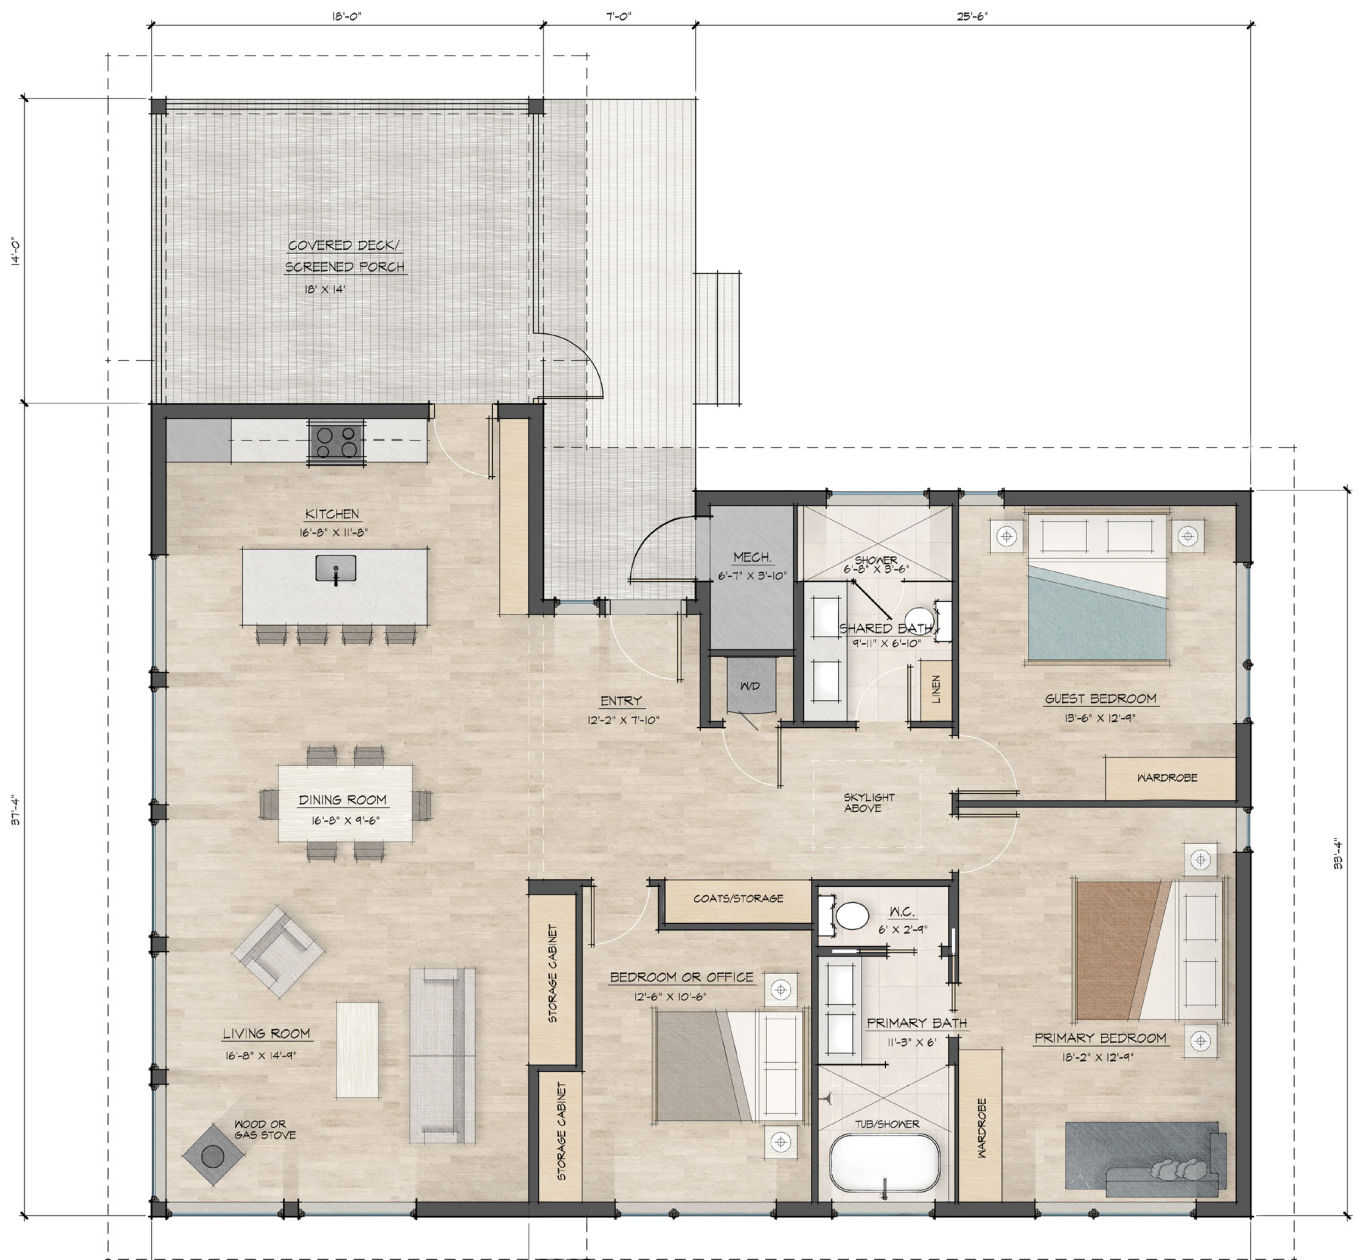 18'-0"
7'-0"
25'-6"
14'-0"
COVERED DECK/
SCREENED PORCH
18' X 14'
KITCHEN
16'-8" X 11'-8"
MECH.
6'-7" X 3'-10"
SHOWER
6'-8" X 3'-6"
SHARED BATH
9'-11" X 6'-10"
W/D
LINEN
ENTRY
12'-2" X 7'-10"
GUEST BEDROOM
13'-6" X 12'-9"
WARDROBE
DINING ROOM
16'-8" X 9'-6"
SKYLIGHT
ABOVE
37'-4"
33'-4"
COATS/STORAGE
W.C.
6' X 2'-9"
STORAGE CABINET
BEDROOM OR OFFICE
12'-6" X 10'-6"
LIVING ROOM
16'-8" X 14'-9"
PRIMARY BATH
11'-3" X 6'
PRIMARY BEDROOM
18'-2" X 12'-9"
WOOD OR
GAS STOVE
STORAGE CABINET
TUB/SHOWER
WARDROBE